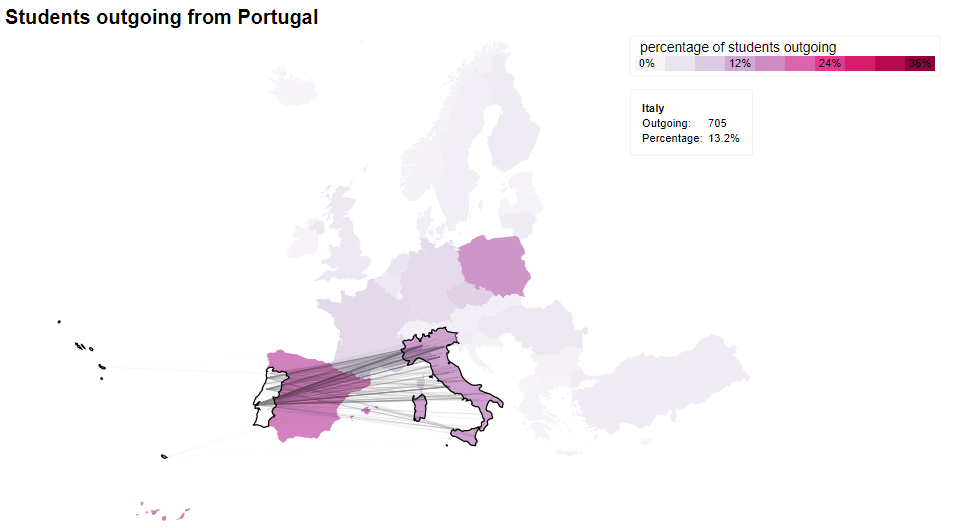 Students outgoing from Portugal
percentage of students outgoing
0% 12% 24% 36%
Italy
Outgoing: 705
Percentage: 13.2%